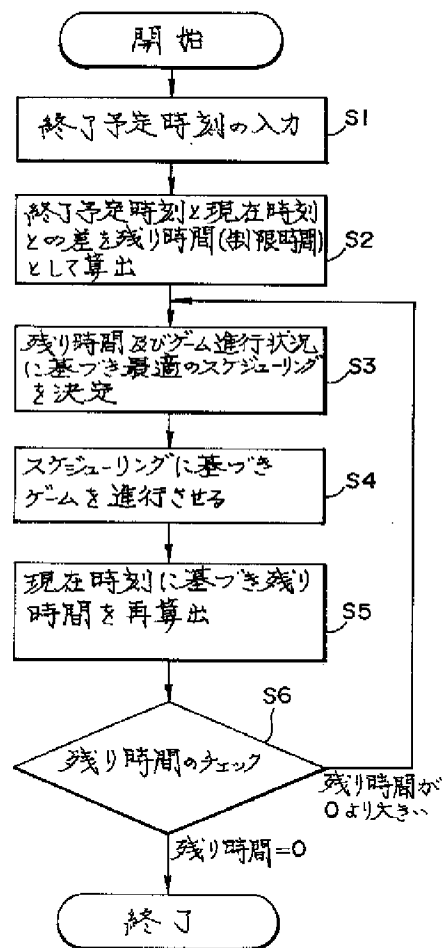 開始
終了予定時刻の入力
S1
終了予定時刻と現在時刻
との差を残り時間(制限時間)
として算出
S2
残り時間及びゲーム進行状況
に基づき最適のスケジューリング
を決定
S3
スケジューリングに基づき
ゲームを進行させる
S4
現在時刻に基づき残り
時間を再算出
S5
S6
残り時間のチェック
残り時間が
0より大きい
残り時間=0
終了